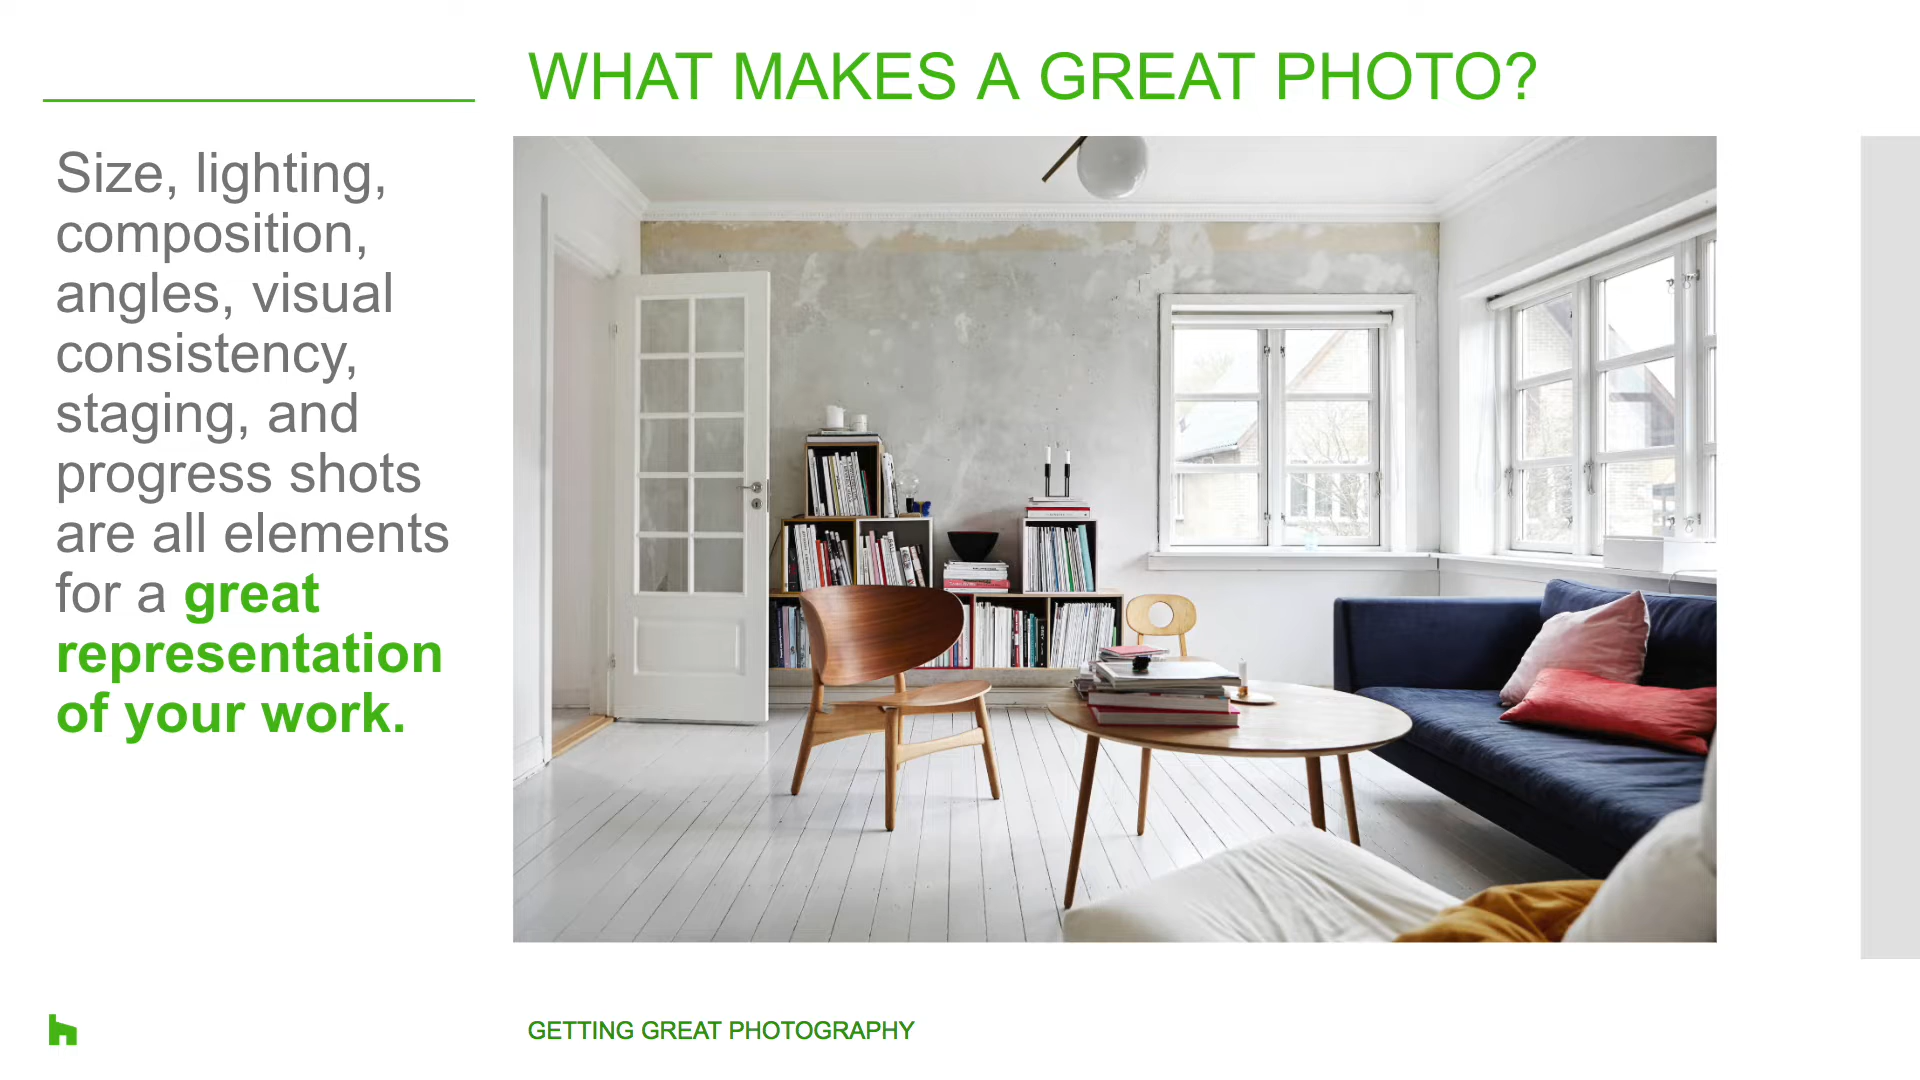 WHAT MAKES A GREAT PHOTO?
Size, lighting,
composition,
angles, visual
consistency,
staging, and
progress shots
are all elements
for a great
representation
of your work.
GETTING GREAT PHOTOGRAPHY